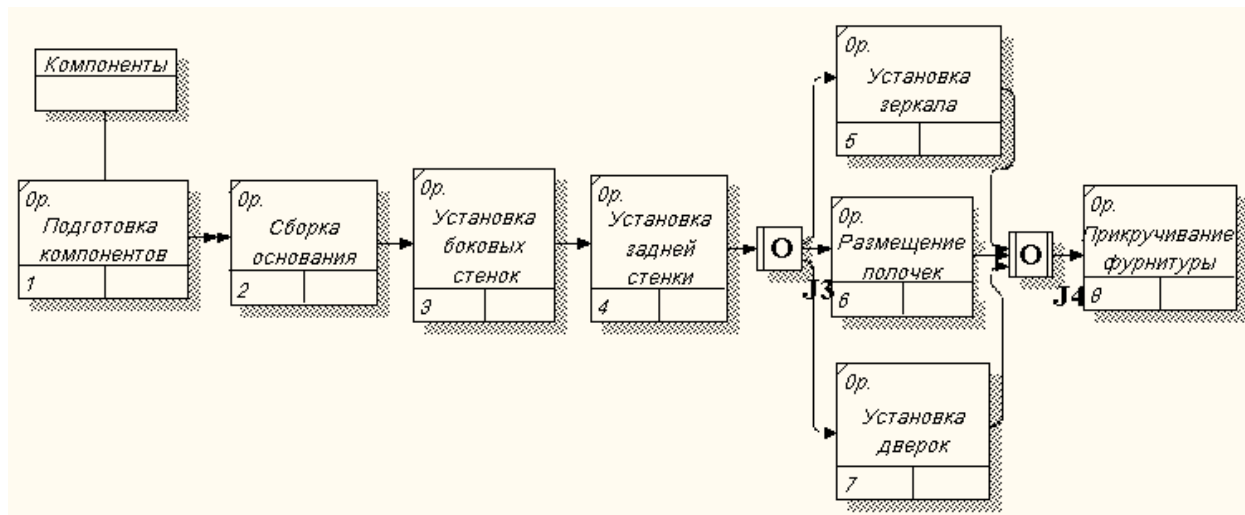 Компоненты
0р.
Подготовка
компонентов
1
0р.
Сборка
основания
2
0р.
Установка
боковых
стенок
3
0р.
Установка
задней
стенки
4
O
J3
0р.
Установка
зеркала
5
0р.
Размещение
полочек
6
0р.
Установка
дверок
7
O
J4
0р.
Прикручивание
фурнитуры
8